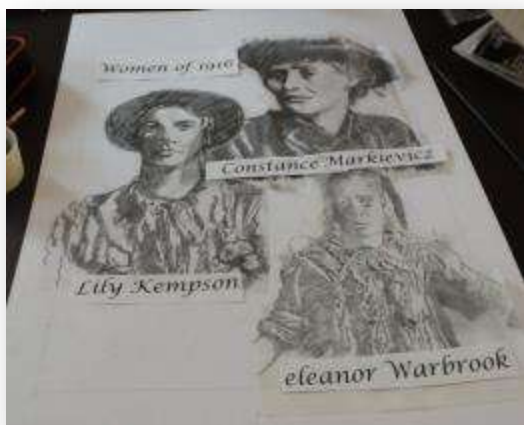 Women of 1916
Constance Markievicz
Lily Kempson
eleanor Warbrook